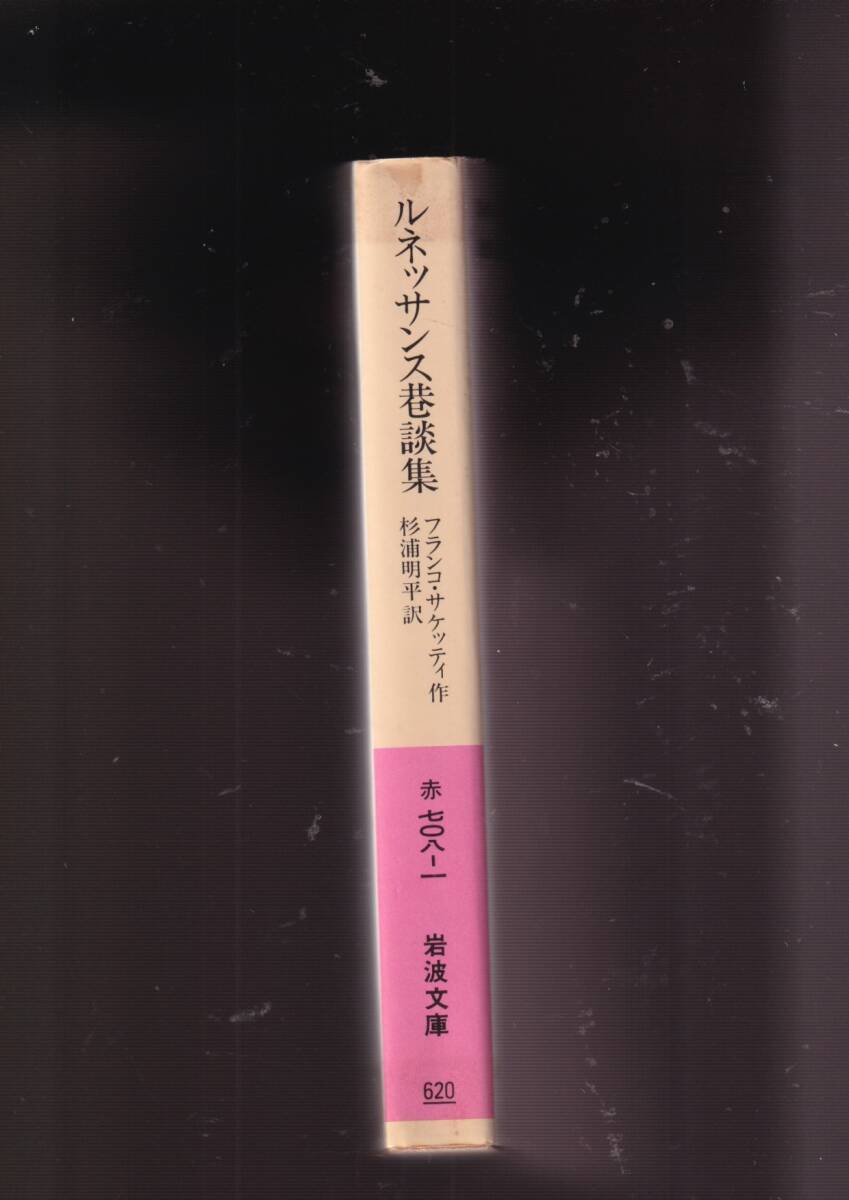 ルネッサンス巷談集
フランコ・サケッティ作
杉浦明平訳
赤 七〇八-一
岩波文庫
620